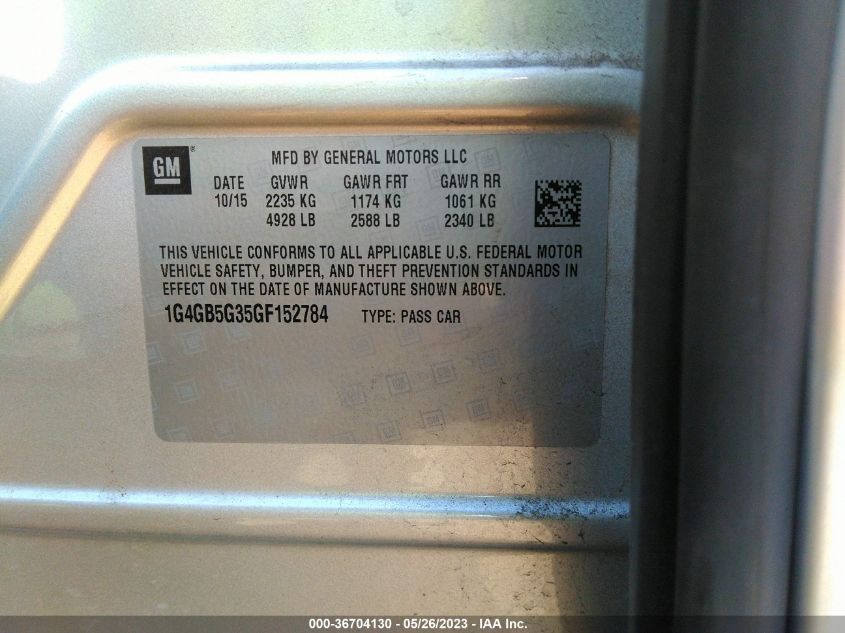 GM ®
MFD BY GENERAL MOTORS LLC
DATE GVWR GAWR FRT GAWR RR
10/15 2235 KG 1174 KG 1061 KG
4928 LB 2588 LB 2340 LB
THIS VEHICLE CONFORMS TO ALL APPLICABLE U.S. FEDERAL MOTOR
VEHICLE SAFETY, BUMPER, AND THEFT PREVENTION STANDARDS IN
EFFECT ON THE DATE OF MANUFACTURE SHOWN ABOVE.
1G4GB5G35GF152784 TYPE: PASS CAR
000-36704130 - 05/26/2023 - IAA Inc.